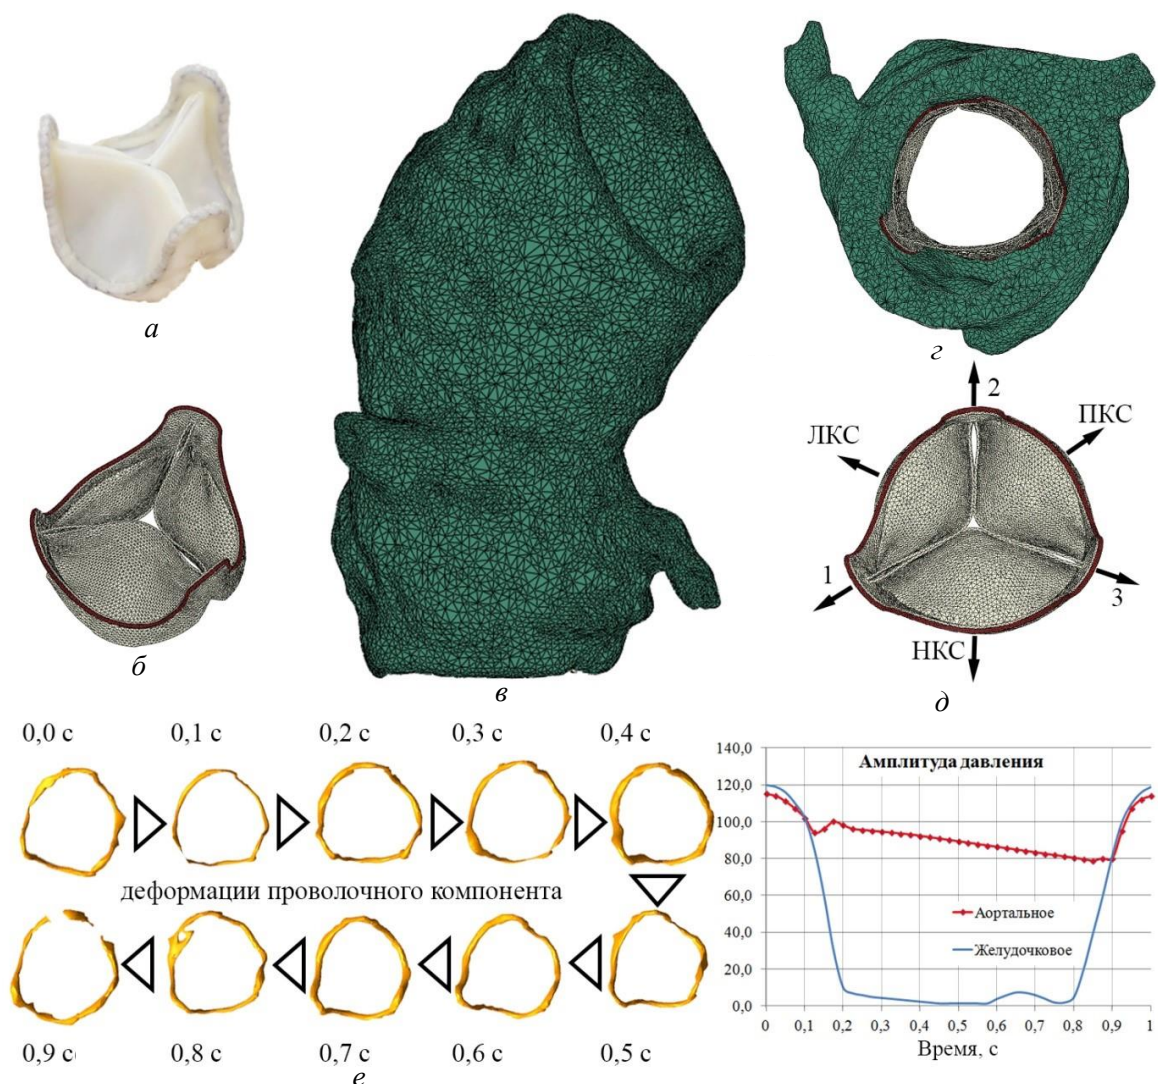 а
б
в
г
2
ПКС
ЛКС
1
3
НКС
д
0,0 с
0,1 с
0,2 с
0,3 с
0,4 с
деформации проволочного компонента
0,9 с
0,8 с
0,7 с
0,6 с
0,5 с
е
Амплитуда давления
140,0
120,0
100,0
80,0
60,0
40,0
20,0
0,0
Аортальное
Желудочковое
0 0,1 0,2 0,3 0,4 0,5 0,6 0,7 0,8 0,9 1
Время, с